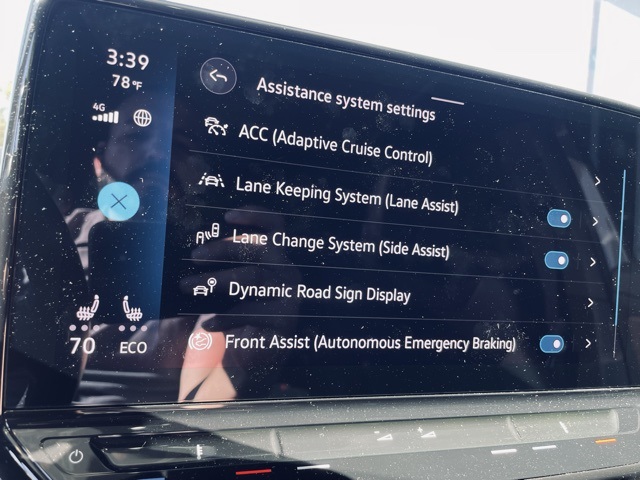 3:39
78°F
4G
Assistance system settings
ACC (Adaptive Cruise Control)
Lane Keeping System (Lane Assist)
Lane Change System (Side Assist)
Dynamic Road Sign Display
Front Assist (Autonomous Emergency Braking)
70 ECO